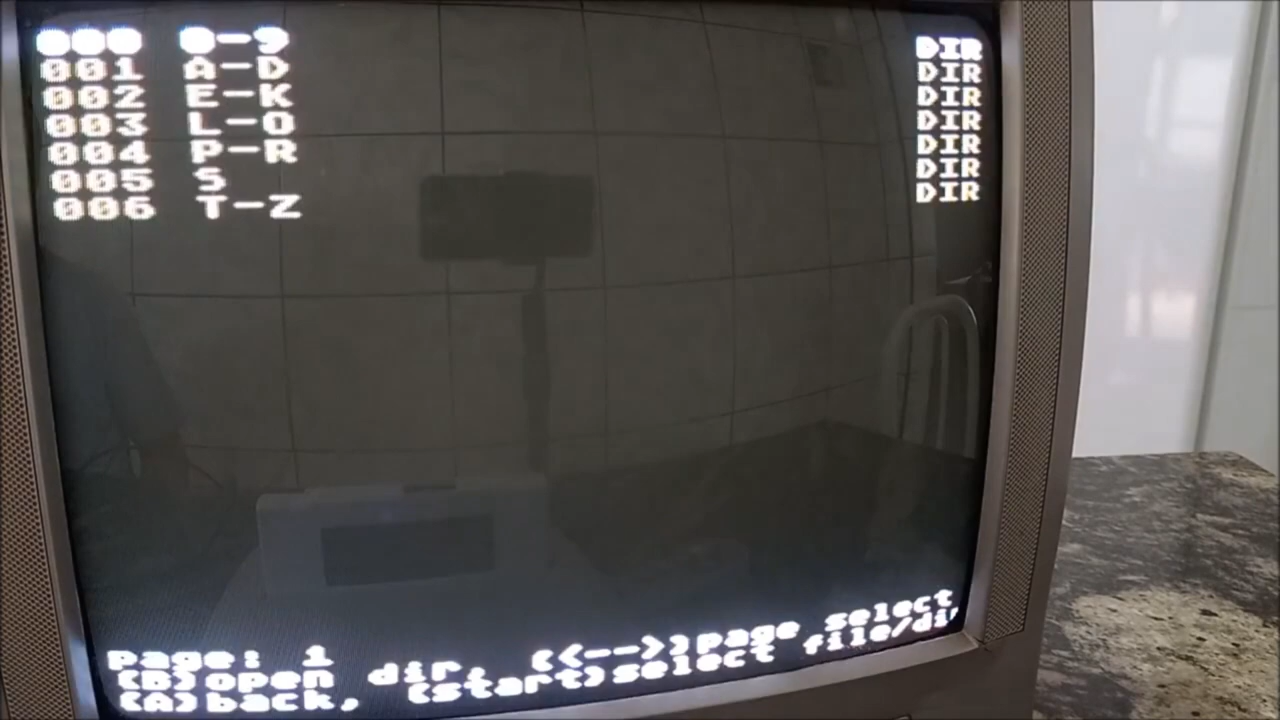 000 0-9 DIR
001 A-D DIR
002 E-K DIR
003 L-O DIR
004 P-R DIR
005 S DIR
006 T-Z DIR
page: 1
(B)open dir. (<-->)page select
(A)back, (start)select file/dir